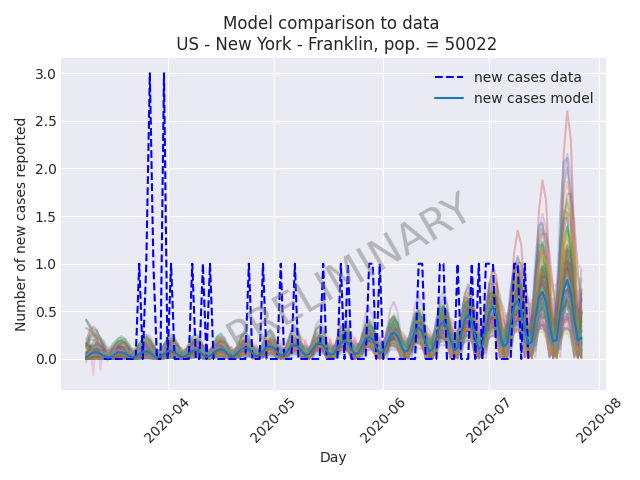 Model comparison to data
US - New York - Franklin, pop. = 50022
3.0
2.5
2.0
1.5
1.0
0.5
0.0
Number of new cases reported
new cases data
new cases model
PRELIMINARY
2020-04
2020-05
2020-06
2020-07
2020-08
Day